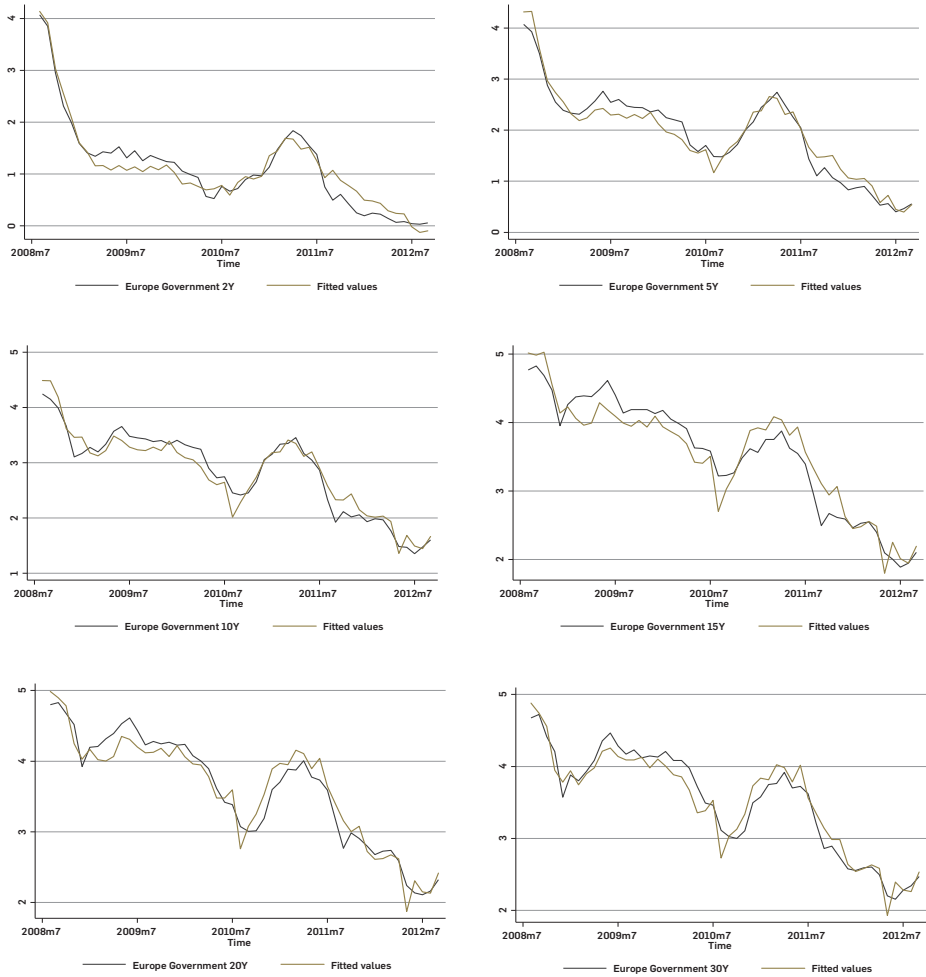 4
3
2
1
0
2008m7 2009m7 2010m7 2011m7 2012m7
Time
Europe Government 2Y Fitted values
4
3
2
1
0
2008m7 2009m7 2010m7 2011m7 2012m7
Time
Europe Government 5Y Fitted values
5
4
3
2
1
2008m7 2009m7 2010m7 2011m7 2012m7
Time
Europe Government 10Y Fitted values
5
4
3
2
2008m7 2009m7 2010m7 2011m7 2012m7
Time
Europe Government 15Y Fitted values
5
4
3
2
2008m7 2009m7 2010m7 2011m7 2012m7
Time
Europe Government 20Y Fitted values
5
4
3
2
2008m7 2009m7 2010m7 2011m7 2012m7
Time
Europe Government 30Y Fitted values